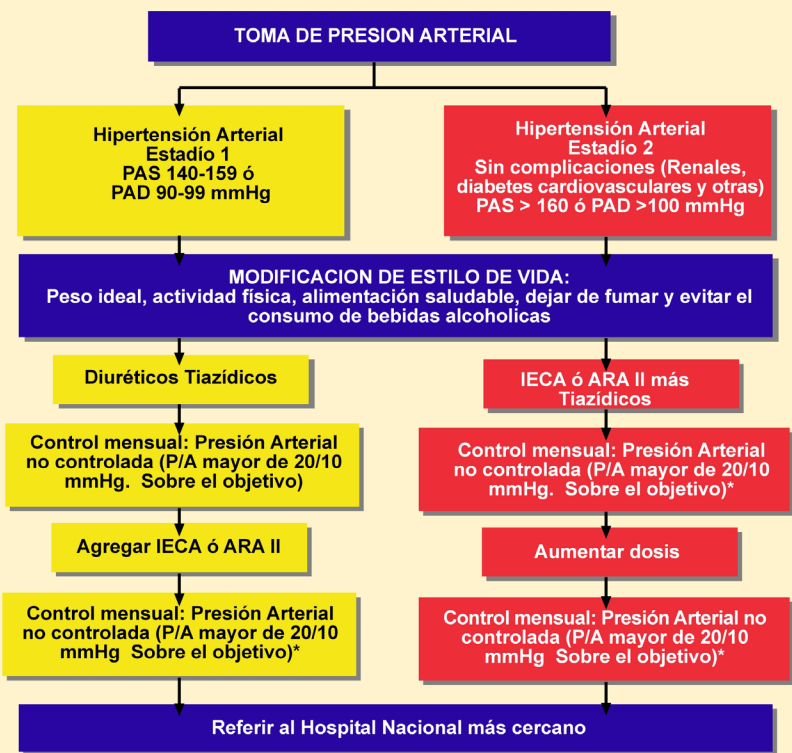 TOMA DE PRESION ARTERIAL
Hipertensión Arterial
Estadío 1
PAS 140-159 ó
PAD 90-99 mmHg
Hipertensión Arterial
Estadío 2
Sin complicaciones (Renales,
diabetes cardiovasculares y otras)
PAS > 160 ó PAD >100 mmHg
MODIFICACION DE ESTILO DE VIDA:
Peso ideal, actividad física, alimentación saludable, dejar de fumar y evitar el
consumo de bebidas alcoholicas
Diuréticos Tiazídicos
Control mensual: Presión Arterial
no controlada (P/A mayor de 20/10
mmHg. Sobre el objetivo)
Agregar IECA ó ARA II
Control mensual: Presión Arterial
no controlada (P/A mayor de 20/10
mmHg Sobre el objetivo)*
IECA ó ARA II más
Tiazídicos
Control mensual: Presión Arterial
no controlada (P/A mayor de 20/10
mmHg. Sobre el objetivo)*
Aumentar dosis
Control mensual: Presión Arterial no
controlada (P/A mayor de 20/10
mmHg Sobre el objetivo)*
Referir al Hospital Nacional más cercano